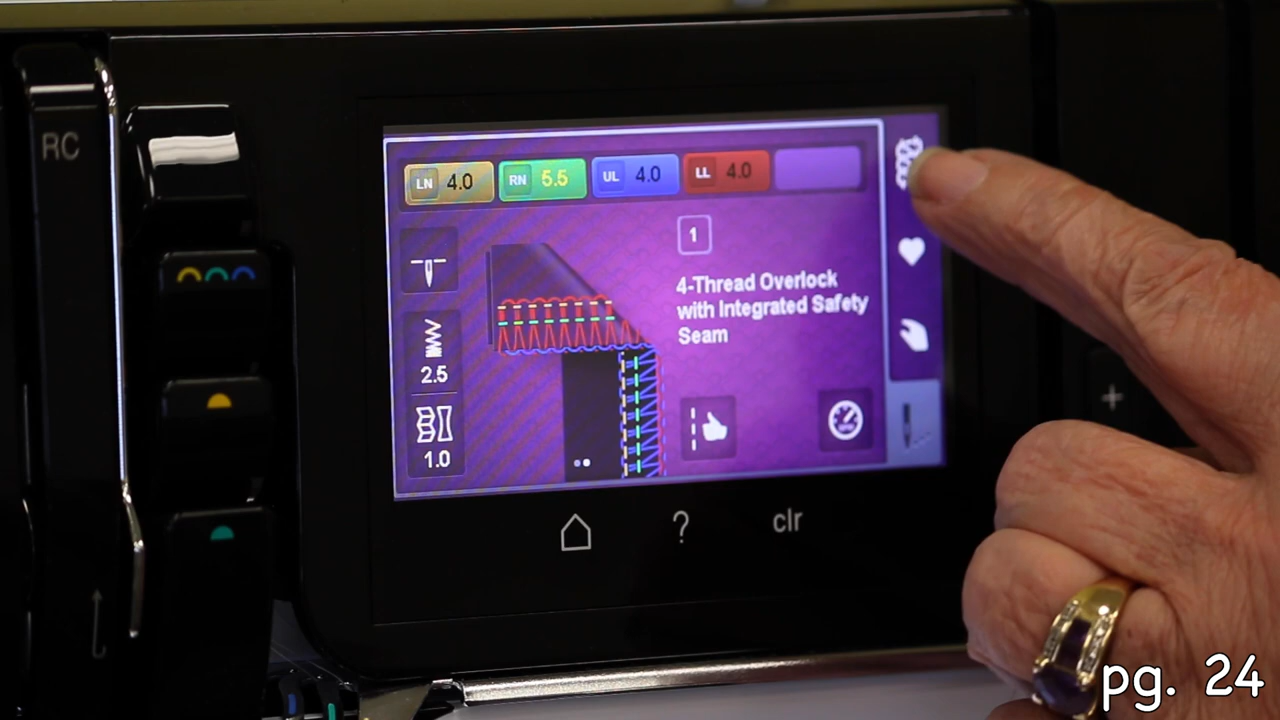 RC
LN 4.0
RN 5.5
UL 4.0
LL 4.0
1
4-Thread Overlock
with Integrated Safety
Seam
2.5
1.0
+
?
clr
pg. 24